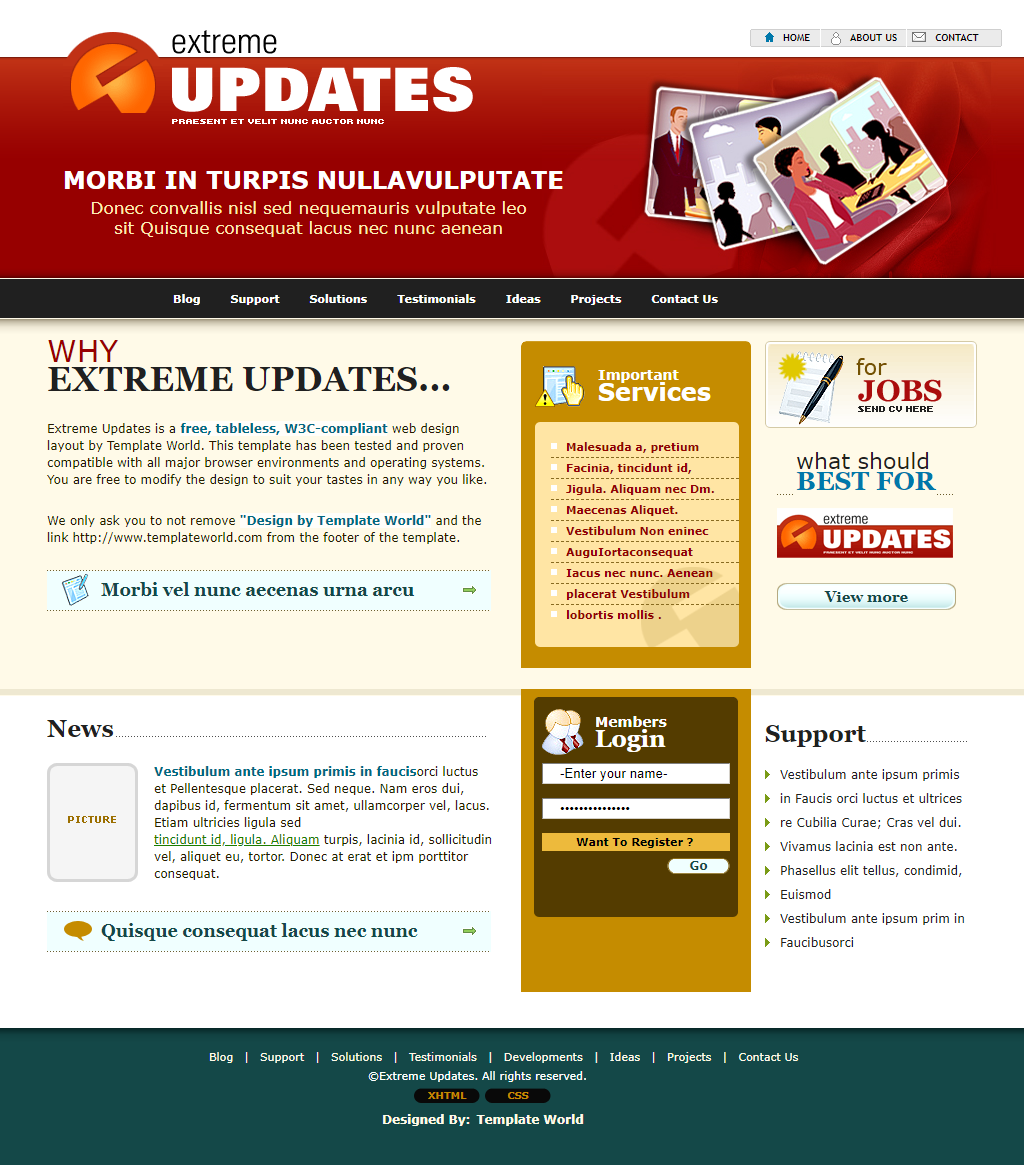 extreme
UPDATES
PRAESENT ET VELIT NUNC AUCTOR NUNC
HOME
ABOUT US
CONTACT
MORBI IN TURPIS NULLAVULPUTATE
Donec convallis nisl sed nequemauris vulputate leo
sit Quisque consequat lacus nec nunc aenean
Blog
Support
Solutions
Testimonials
Ideas
Projects
Contact Us
WHY
EXTREME UPDATES...
Extreme Updates is a free, tableless, W3C-compliant web design
layout by Template World. This template has been tested and proven
compatible with all major browser environments and operating systems.
You are free to modify the design to suit your tastes in any way you like.
We only ask you to not remove "Design by Template World" and the
link http://www.templateworld.com from the footer of the template.
Morbi vel nunc aecenas urna arcu
Important
Services
Malesuada a, pretium
Facinia, tincidunt id,
Jigula. Aliquam nec Dm.
Maecenas Aliquet.
Vestibulum Non eninec
AuguIortaconsequat
Iacus nec nunc. Aenean
placerat Vestibulum
lobortis mollis .
for
JOBS
SEND CV HERE
what should
BEST FOR
extreme
UPDATES
PRAESENT ET VELIT NUNC AUCTOR NUNC
View more
News
PICTURE
Vestibulum ante ipsum primis in faucisorci luctus
et Pellentesque placerat. Sed neque. Nam eros dui,
dapibus id, fermentum sit amet, ullamcorper vel, lacus.
Etiam ultricies ligula sed
tincidunt id, ligula. Aliquam turpis, lacinia id, sollicitudin
vel, aliquet eu, tortor. Donec at erat et ipm porttitor
consequat.
Quisque consequat lacus nec nunc
Members
Login
-Enter your name-
•••••••••••••••
Want To Register ?
Go
Support
Vestibulum ante ipsum primis
in Faucis orci luctus et ultrices
re Cubilia Curae; Cras vel dui.
Vivamus lacinia est non ante.
Phasellus elit tellus, condimid,
Euismod
Vestibulum ante ipsum prim in
Faucibusorci
Blog | Support | Solutions | Testimonials | Developments | Ideas | Projects | Contact Us
©Extreme Updates. All rights reserved.
XHTML CSS
Designed By: Template World